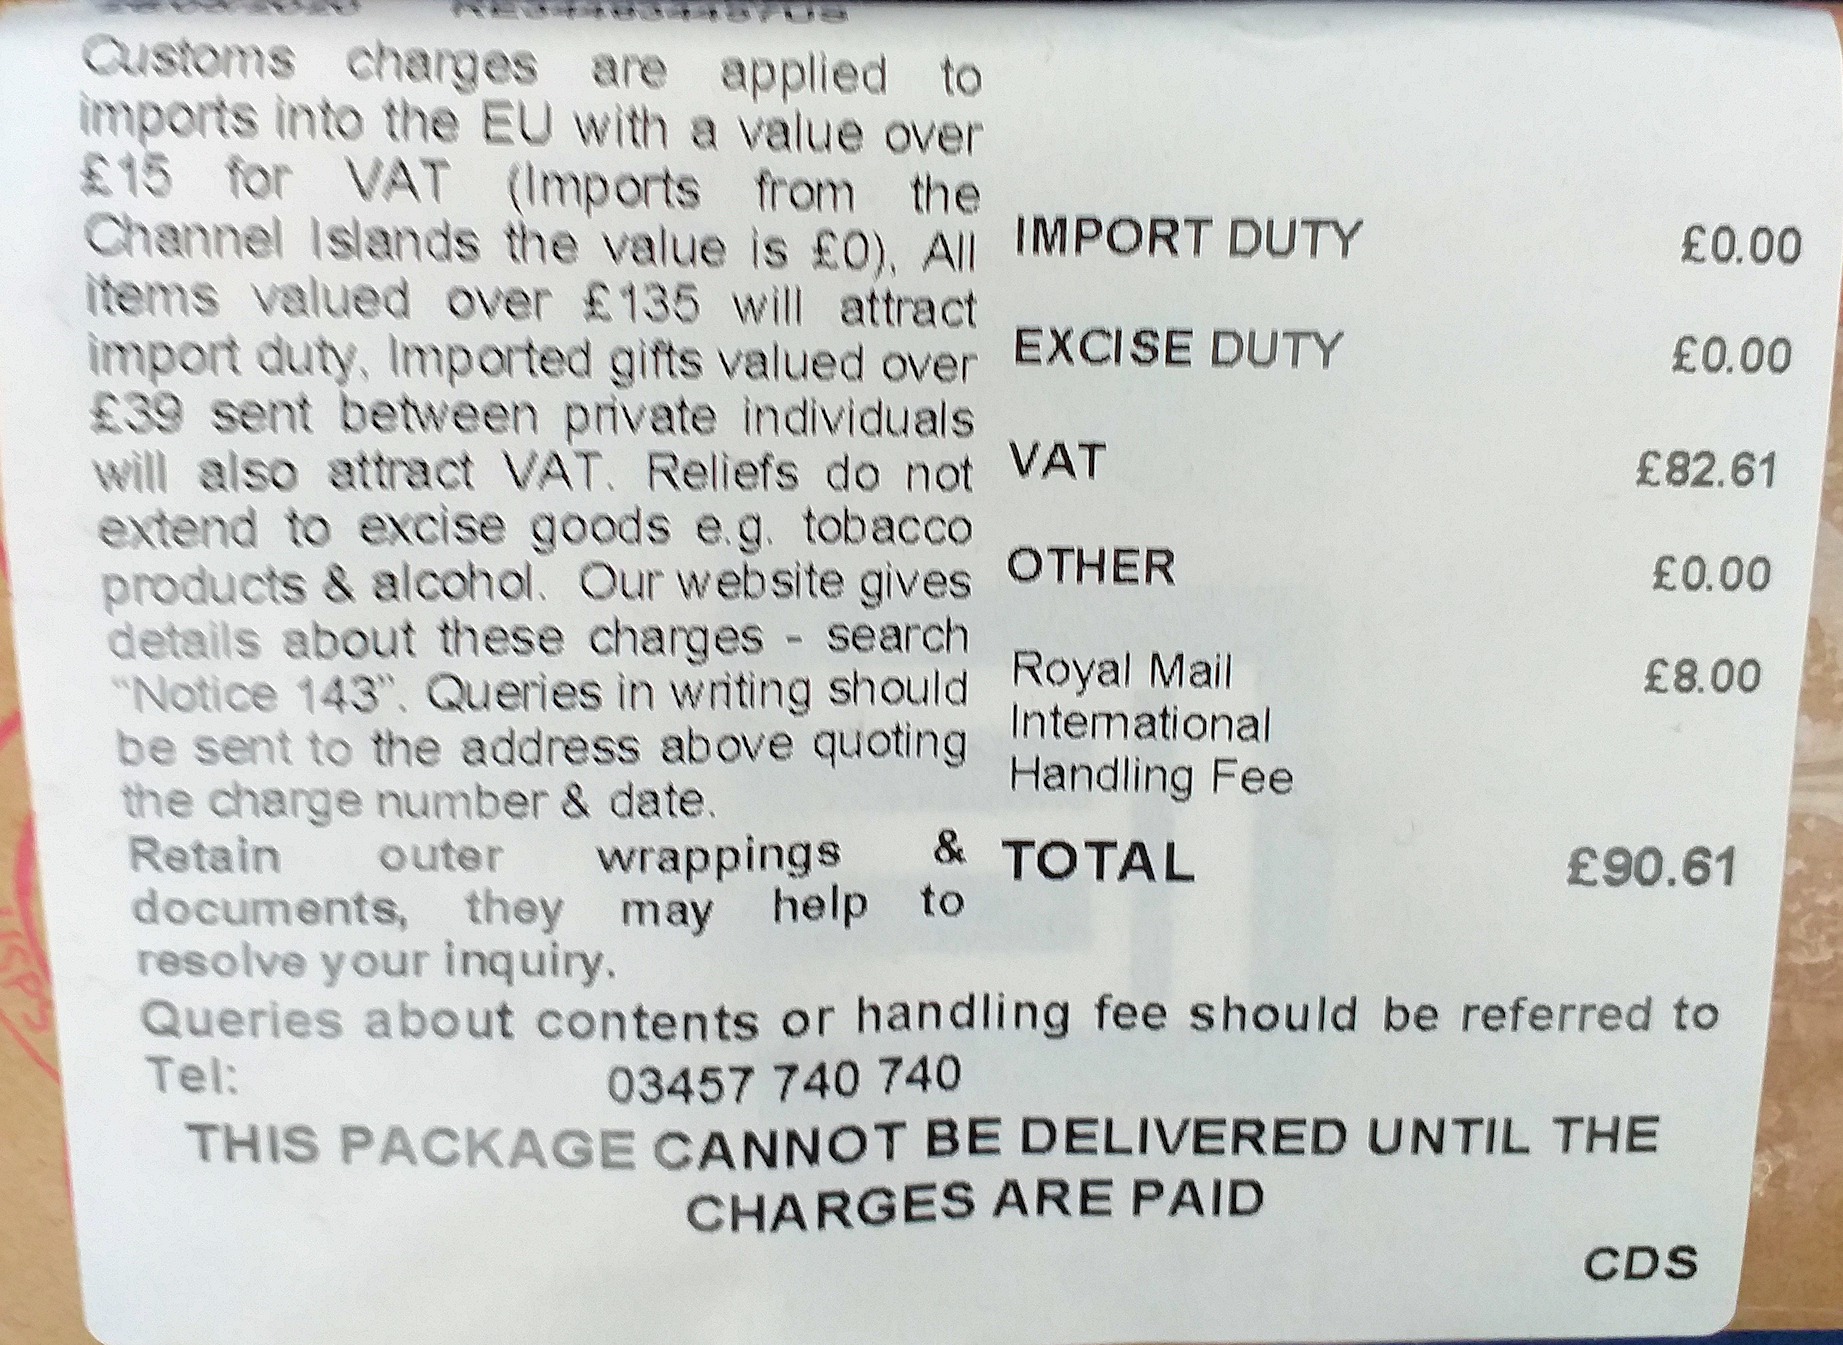 Customs charges are applied to
imports into the EU with a value over
£15 for VAT (Imports from the
Channel Islands the value is £0). All
items valued over £135 will attract
import duty. Imported gifts valued over
£39 sent between private individuals
will also attract VAT. Reliefs do not
extend to excise goods e.g. tobacco
products & alcohol. Our website gives
details about these charges - search
“Notice 143”. Queries in writing should
be sent to the address above quoting
the charge number & date.
Retain outer wrappings &
documents, they may help to
resolve your inquiry.
IMPORT DUTY £0.00
EXCISE DUTY £0.00
VAT £82.61
OTHER £0.00
Royal Mail £8.00
International
Handling Fee
TOTAL £90.61
Queries about contents or handling fee should be referred to
Tel: 03457 740 740
THIS PACKAGE CANNOT BE DELIVERED UNTIL THE
CHARGES ARE PAID
CDS